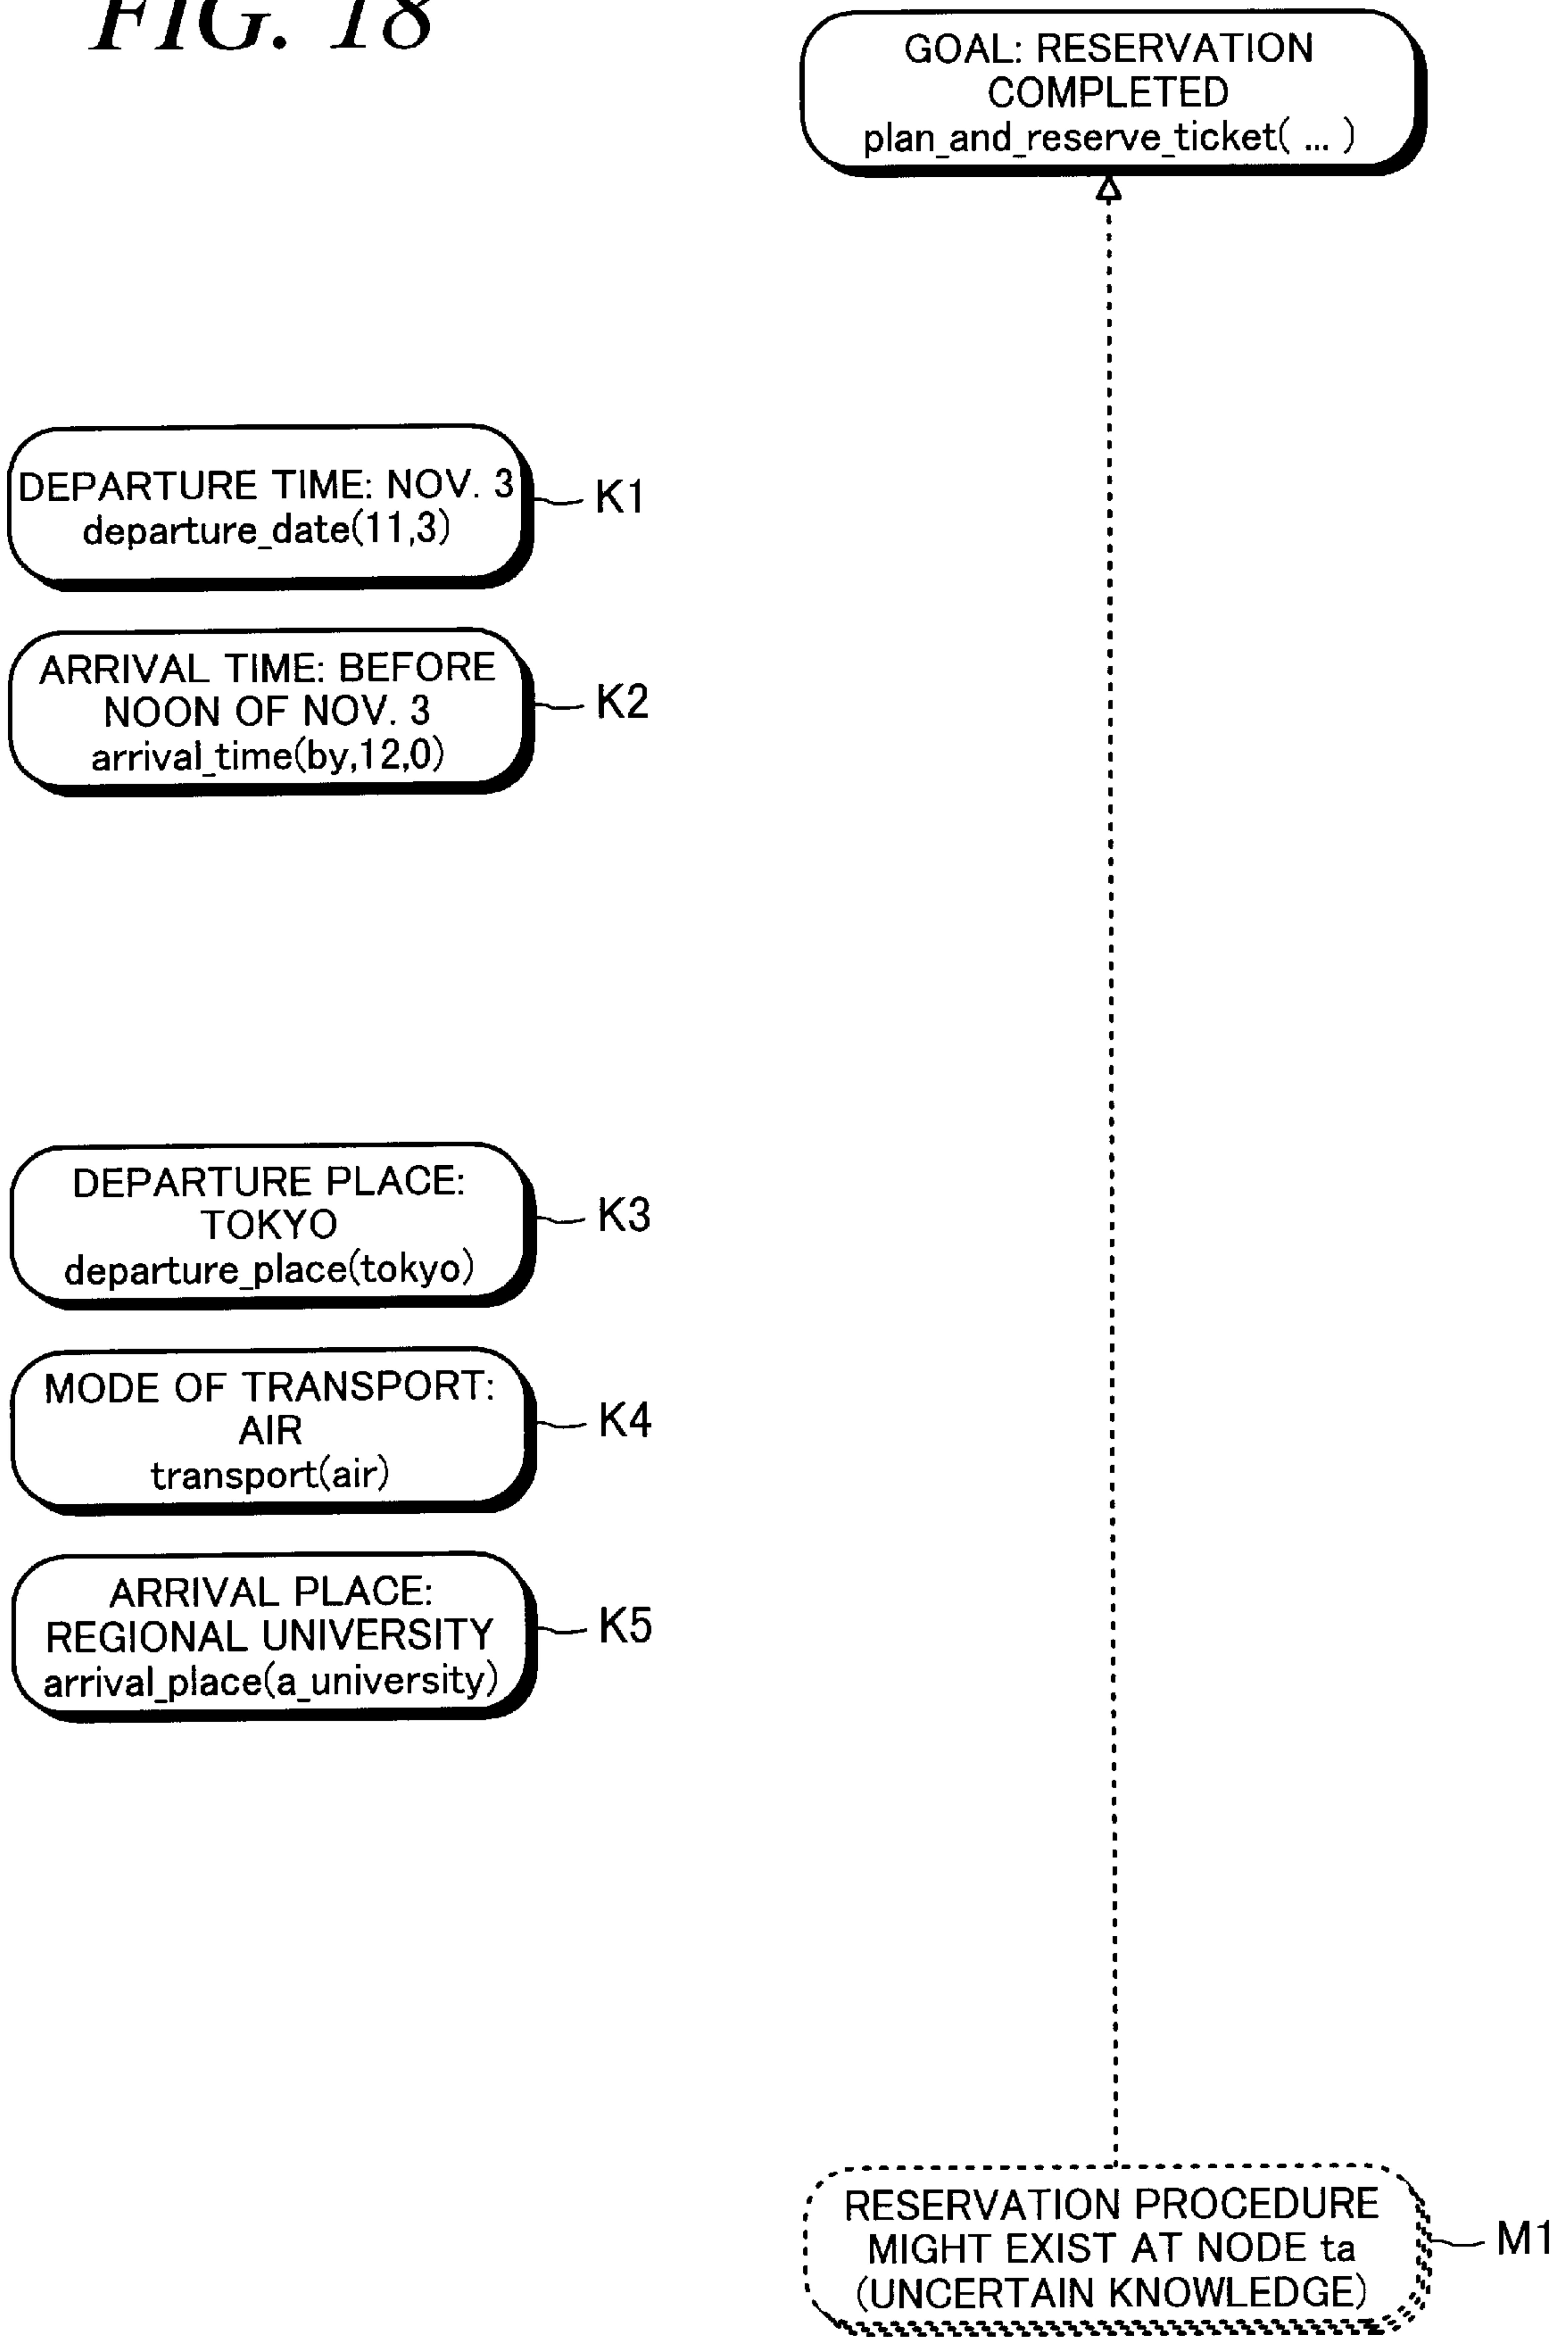 FIG. 18
GOAL: RESERVATION
COMPLETED
plan_and_reserve_ticket( ... )
DEPARTURE TIME: NOV. 3
departure_date(11,3)
K1
ARRIVAL TIME: BEFORE
NOON OF NOV. 3
arrival_time(by,12,0)
K2
DEPARTURE PLACE:
TOKYO
departure_place(tokyo)
K3
MODE OF TRANSPORT:
AIR
transport(air)
K4
ARRIVAL PLACE:
REGIONAL UNIVERSITY
arrival_place(a_university)
K5
RESERVATION PROCEDURE
MIGHT EXIST AT NODE ta
(UNCERTAIN KNOWLEDGE)
M1